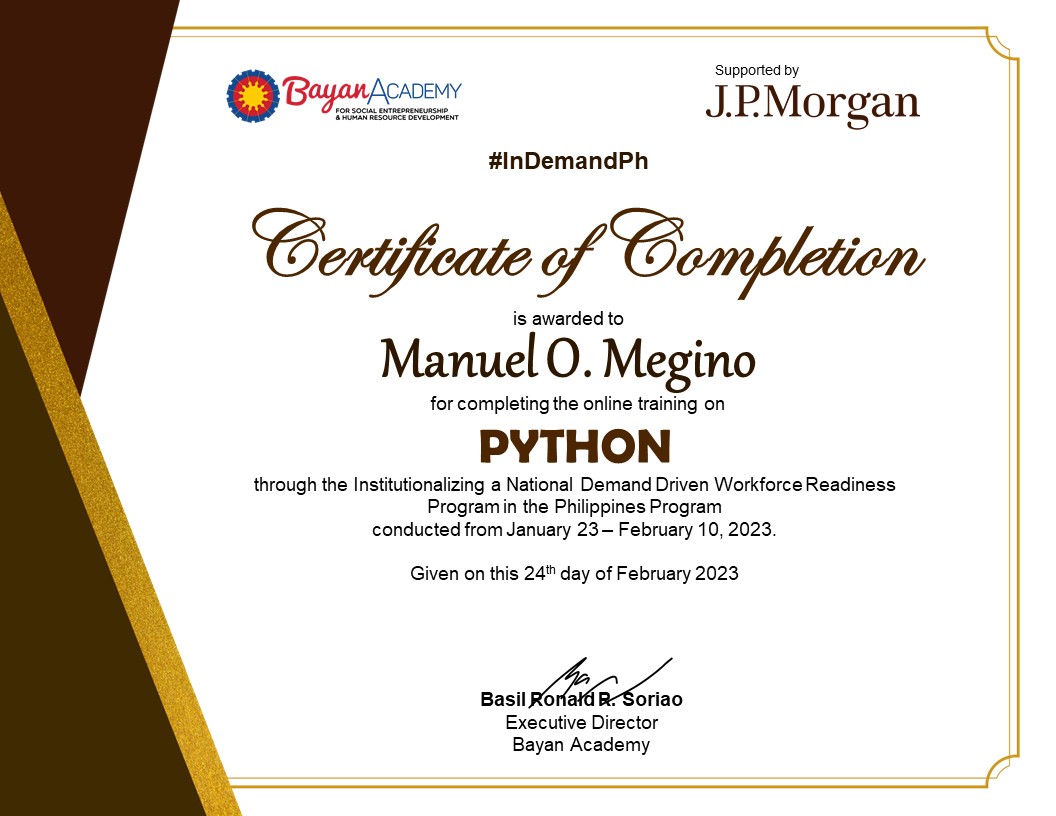 Bayan ACADEMY
FOR SOCIAL ENTREPRENEURSHIP
& HUMAN RESOURCE DEVELOPMENT
Supported by
J.P.Morgan
#InDemandPh
Certificate of Completion
is awarded to
Manuel O. Megino
for completing the online training on
PYTHON
through the Institutionalizing a National Demand Driven Workforce Readiness
Program in the Philippines Program
conducted from January 23 – February 10, 2023.
Given on this 24th day of February 2023
Basil Ronald R. Soriao
Executive Director
Bayan Academy